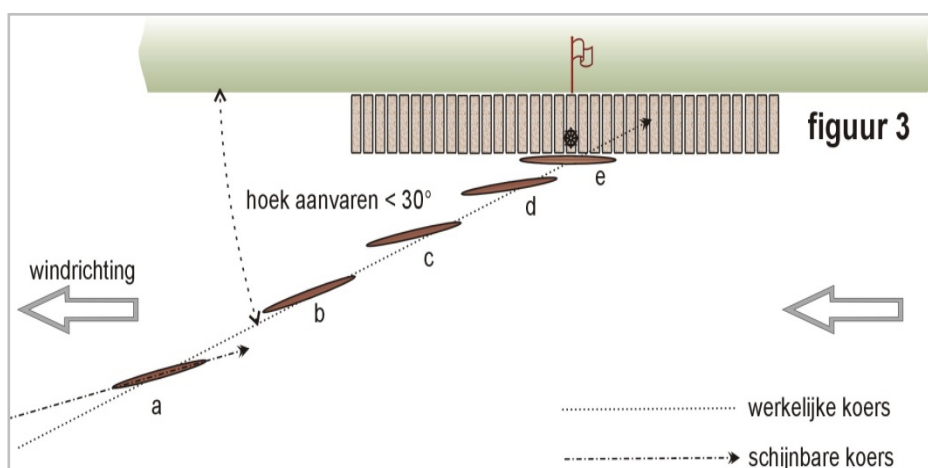 figuur 3
hoek aanvaren < 30°
windrichting
a
b
c
d
e
werkelijke koers
schijnbare koers